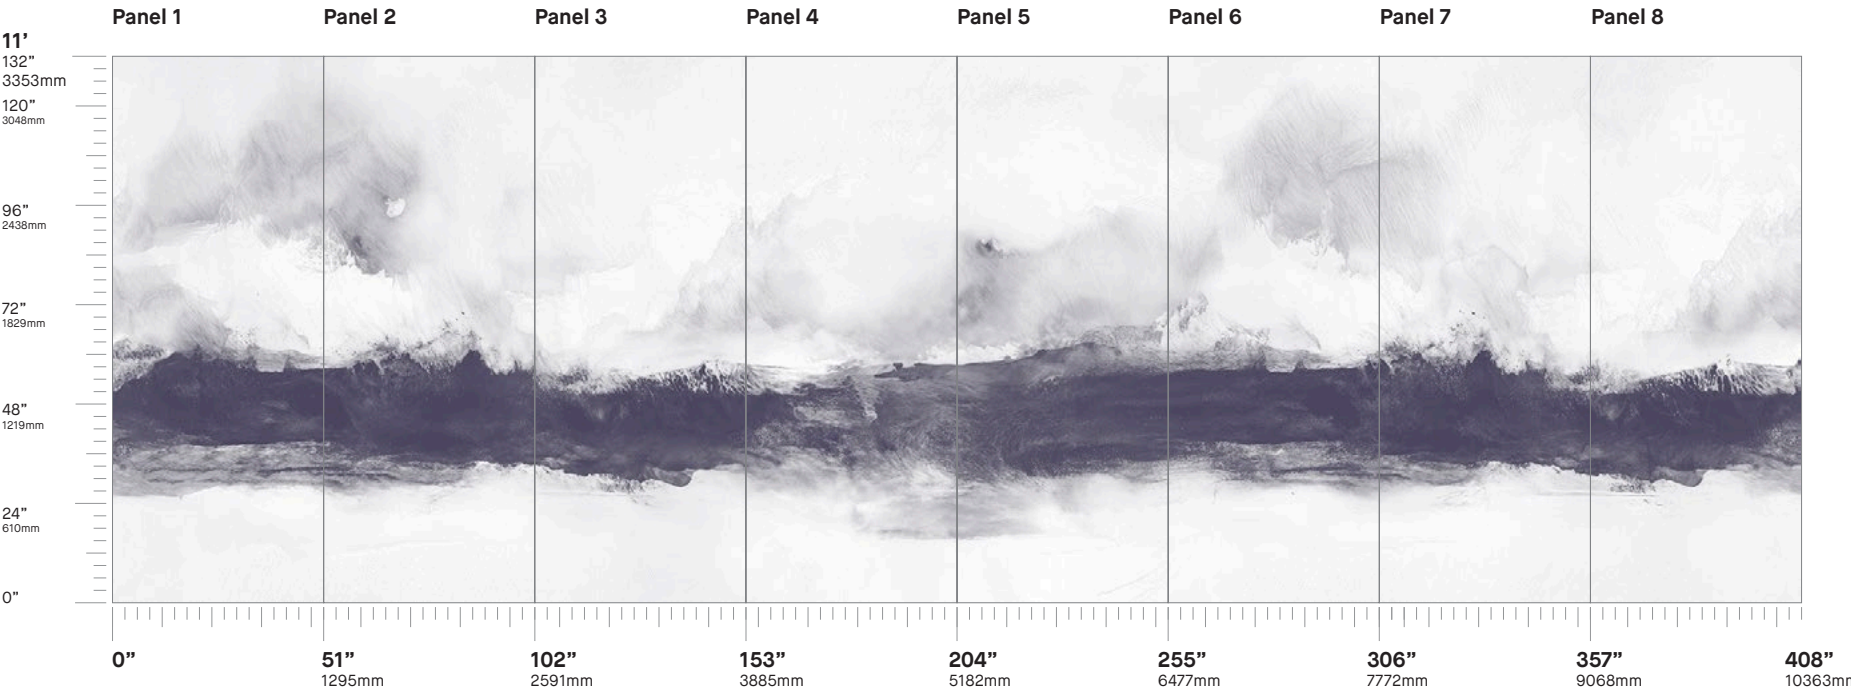 Panel 1 Panel 2 Panel 3 Panel 4 Panel 5 Panel 6 Panel 7 Panel 8
11’
132”
3353mm
120”
3048mm
96”
2438mm
72”
1829mm
48”
1219mm
24”
610mm
0”
0” 51” 102” 153” 204” 255” 306” 357” 408”
1295mm 2591mm 3885mm 5182mm 6477mm 7772mm 9068mm 10363m